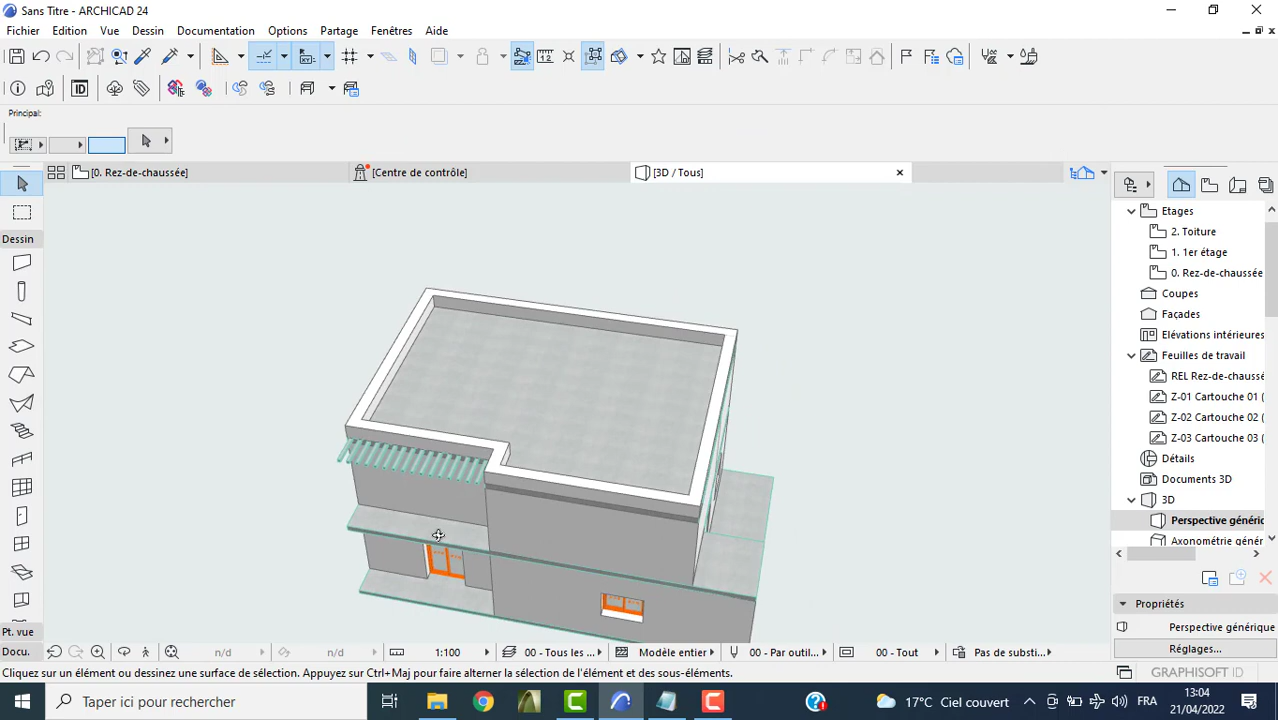 Sans Titre - ARCHICAD 24
Fichier Edition Vue Dessin Options Documentation Partage Fenêtres Aide
Principal:
[0. Rez-de-chaussée]
[Centre de contrôle]
[3D / Tous]
Dessin
Pt. vue
Docu.
Etages
2. Toiture
1. 1er étage
0. Rez-de-chaussée
Coupes
Façades
Elévations intérieures
Feuilles de travail
REL Rez-de-chaussé
Z-01 Cartouche 01 (
Z-02 Cartouche 02 (
Z-03 Cartouche 03 (
Détails
Documents 3D
3D
Perspective génériq
Axonométrie génér
Propriétés
Perspective générique
Réglages...
n/d
n/d
1:100
00 - Tous les ...
Modèle entier
00 - Par outil...
00 - Tout
Pas de substi...
Cliquez sur un élément ou dessinez une surface de sélection. Appuyez sur Ctrl+Maj pour faire alterner la sélection de l'élément et des sous-éléments.
GRAPHISOFT ID
Taper ici pour rechercher
17°C Ciel couvert
FRA
13:04
21/04/2022